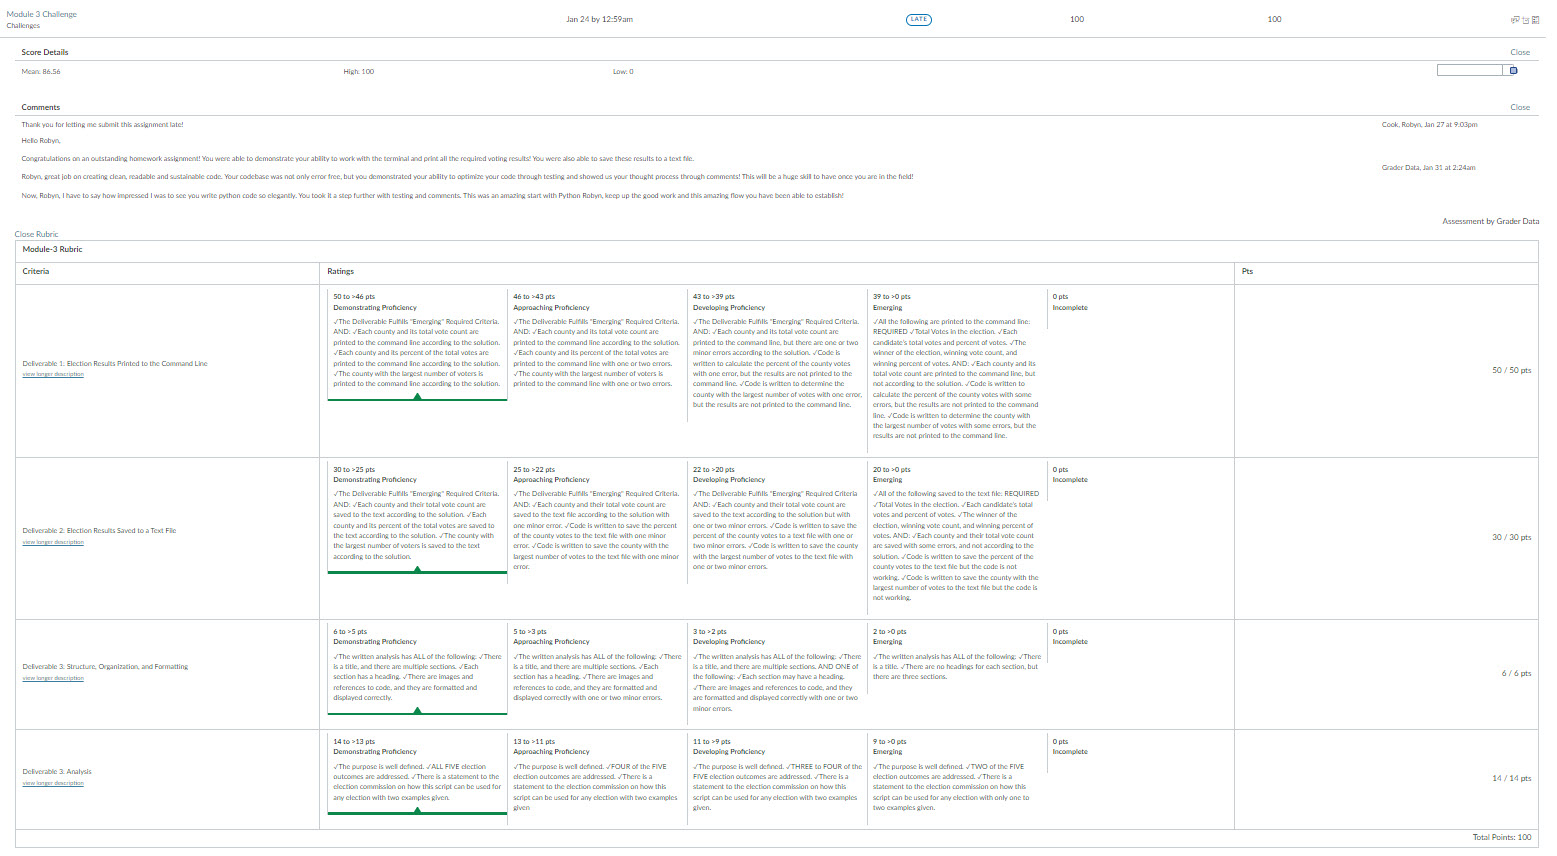 Module 3 Challenge
Challenges
Jan 24 by 12:59am
LATE
100
100
Score Details
Close
Mean: 86.56
High: 100
Low: 0
Comments
Close
Thank you for letting me submit this assignment late!
Cook, Robyn, Jan 27 at 9:03pm
Hello Robyn,
Congratulations on an outstanding homework assignment! You were able to demonstrate your ability to work with the terminal and print all the required voting results! You were also able to save these results to a text file.
Robyn, great job on creating clean, readable and sustainable code. Your codebase was not only error free, but you demonstrated your ability to optimize your code through testing and showed us your thought process through comments! This will be a huge skill to have once you are in the field!
Now, Robyn, I have to say how impressed I was to see you write python code so elegantly. You took it a step further with testing and comments. This was an amazing start with Python Robyn, keep up the good work and this amazing flow you have been able to establish!
Grader Data, Jan 31 at 2:24am
Assessment by Grader Data
Close Rubric
Module-3 Rubric
Criteria
Ratings
Pts
Deliverable 1: Election Results Printed to the Command Line
view longer description
50 to >46 pts
Demonstrating Proficiency
✓The Deliverable Fulfills "Emerging" Required Criteria.
AND: ✓Each county and its total vote count are
printed to the command line according to the solution.
✓Each county and its percent of the total votes are
printed to the command line according to the solution.
✓The county with the largest number of voters is
printed to the command line according to the solution.
46 to >43 pts
Approaching Proficiency
✓The Deliverable Fulfills "Emerging" Required Criteria.
AND: ✓Each county and its total vote count are
printed to the command line according to the solution.
✓Each county and its percent of the total votes are
printed to the command line with one or two errors.
✓The county with the largest number of voters is
printed to the command line with one or two errors.
43 to >39 pts
Developing Proficiency
✓The Deliverable Fulfills "Emerging" Required Criteria.
AND: ✓Each county and its total vote count are
printed to the command line, but there are one or two
minor errors according to the solution. ✓Code is
written to calculate the percent of the county votes
with one error, but the results are not printed to the
command line. ✓Code is written to determine the
county with the largest number of votes with one error,
but the results are not printed to the command line.
39 to >0 pts
Emerging
✓All the following are printed to the command line:
REQUIRED ✓Total Votes in the election. ✓Each
candidate's total votes and percent of votes. ✓The
winner of the election, winning vote count, and
winning percent of votes. AND: ✓Each county and its
total vote count are printed to the command line, but
not according to the solution. ✓Code is written to
calculate the percent of the county votes with some
errors, but the results are not printed to the command
line. ✓Code is written to determine the county with
the largest number of votes with some errors, but the
results are not printed to the command line.
0 pts
Incomplete
50 / 50 pts
Deliverable 2: Election Results Saved to a Text File
view longer description
30 to >25 pts
Demonstrating Proficiency
✓The Deliverable Fulfills "Emerging" Required Criteria.
AND: ✓Each county and their total vote count are
saved to the text according to the solution. ✓Each
county and its percent of the total votes are saved to
the text according to the solution. ✓The county with
the largest number of voters is saved to the text
according to the solution.
25 to >22 pts
Approaching Proficiency
✓The Deliverable Fulfills "Emerging" Required Criteria.
AND: ✓Each county and their total vote count are
saved to the text file according to the solution with
one minor error. ✓Code is written to save the percent
of the county votes to the text file with one minor
error. ✓Code is written to save the county with the
largest number of votes to the text file with one minor
error.
22 to >20 pts
Developing Proficiency
✓The Deliverable Fulfills "Emerging" Required Criteria
AND: ✓Each county and their total vote count are
saved to the text according to the solution but with
one or two minor errors. ✓Code is written to save the
percent of the county votes to a text file with one or
two minor errors. ✓Code is written to save the county
with the largest number of votes to the text file with
one or two minor errors.
20 to >0 pts
Emerging
✓All of the following saved to the text file: REQUIRED
✓Total Votes in the election. ✓Each candidate's total
votes and percent of votes. ✓The winner of the
election, winning vote count, and winning percent of
votes. AND: ✓Each county and their total vote count
are saved with some errors, and not according to the
solution. ✓Code is written to save the percent of the
county votes to the text file but the code is not
working. ✓Code is written to save the county with the
largest number of votes to the text file but the code is
not working.
0 pts
Incomplete
30 / 30 pts
Deliverable 3: Structure, Organization, and Formatting
view longer description
6 to >5 pts
Demonstrating Proficiency
✓The written analysis has ALL of the following: ✓There
is a title, and there are multiple sections. ✓Each
section has a heading. ✓There are images and
references to code, and they are formatted and
displayed correctly.
5 to >3 pts
Approaching Proficiency
✓The written analysis has ALL of the following: ✓There
is a title, and there are multiple sections. ✓Each
section has a heading. ✓There are images and
references to code, and they are formatted and
displayed correctly with one or two minor errors.
3 to >2 pts
Developing Proficiency
✓The written analysis has ALL of the following: ✓There
is a title, and there are multiple sections. AND ONE of
the following: ✓Each section may have a heading.
✓There are images and references to code, and they
are formatted and displayed correctly with one or two
minor errors.
2 to >0 pts
Emerging
✓The written analysis has ALL of the following: ✓There
is a title. ✓There are no headings for each section, but
there are three sections.
0 pts
Incomplete
6 / 6 pts
Deliverable 3: Analysis
view longer description
14 to >13 pts
Demonstrating Proficiency
✓The purpose is well defined. ✓ALL FIVE election
outcomes are addressed. ✓There is a statement to the
election commission on how this script can be used for
any election with two examples given.
13 to >11 pts
Approaching Proficiency
✓The purpose is well defined. ✓FOUR of the FIVE
election outcomes are addressed. ✓There is a
statement to the election commission on how this
script can be used for any election with two examples
given
11 to >9 pts
Developing Proficiency
✓The purpose is well defined. ✓THREE to FOUR of the
FIVE election outcomes are addressed. ✓There is a
statement to the election commission on how this
script can be used for any election with two examples
given.
9 to >0 pts
Emerging
✓The purpose is well defined. ✓TWO of the FIVE
election outcomes are addressed. ✓There is a
statement to the election commission on how this
script can be used for any election with only one to
two examples given.
0 pts
Incomplete
14 / 14 pts
Total Points: 100